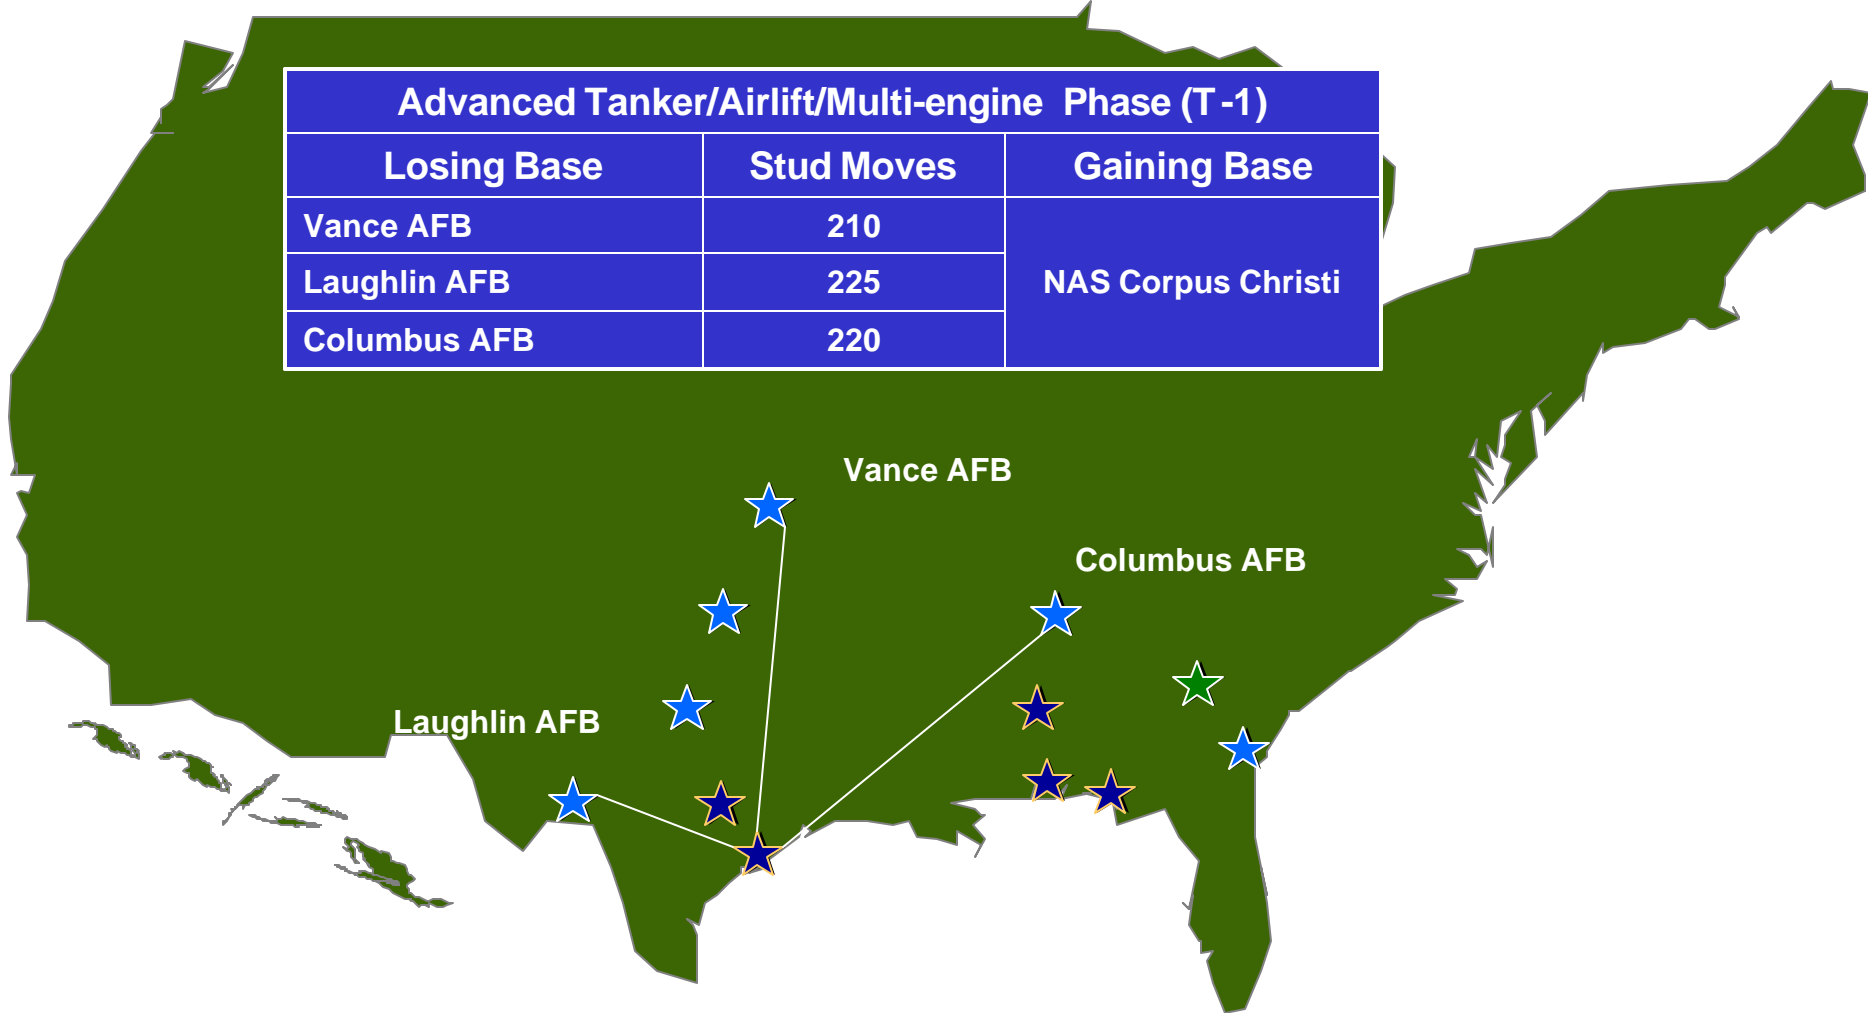 Advanced Tanker/Airlift/Multi-engine Phase (T-1)
Losing Base Stud Moves Gaining Base
Vance AFB 210
Laughlin AFB 225 NAS Corpus Christi
Columbus AFB 220
Vance AFB
Columbus AFB
Laughlin AFB